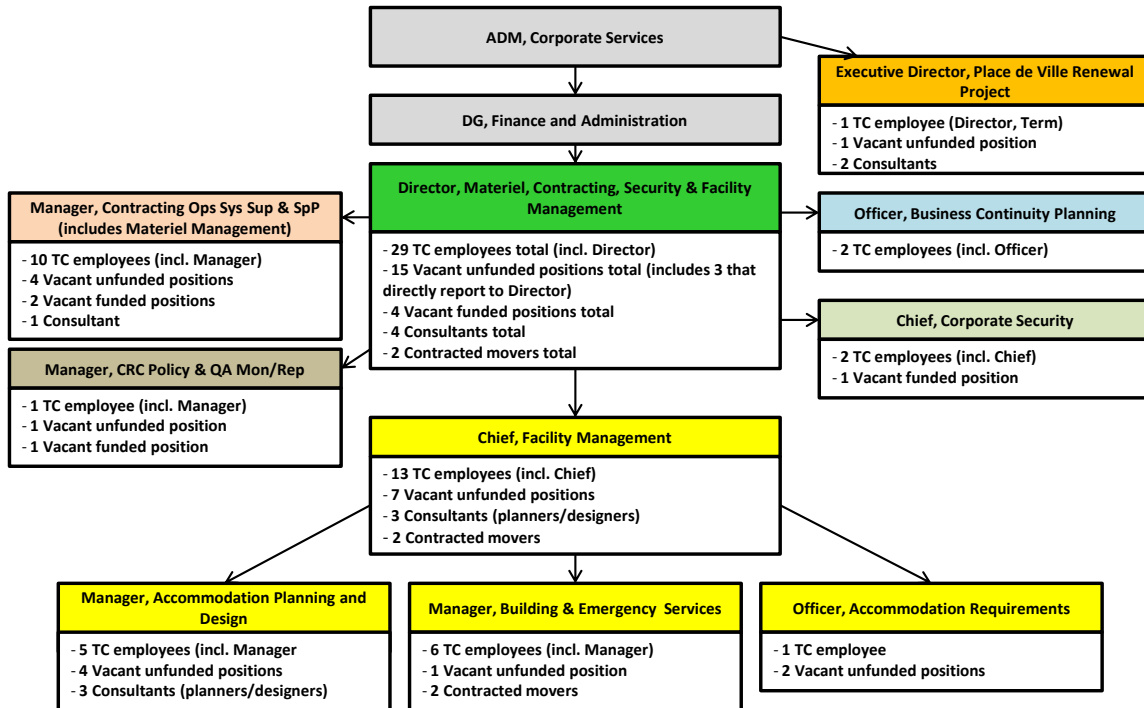 ADM, Corporate Services
Executive Director, Place de Ville Renewal
Project
- 1 TC employee (Director, Term)
- 1 Vacant unfunded position
- 2 Consultants
DG, Finance and Administration
Director, Materiel, Contracting, Security & Facility
Management
- 29 TC employees total (incl. Director)
- 15 Vacant unfunded positions total (includes 3 that
directly report to Director)
- 4 Vacant funded positions total
- 4 Consultants total
- 2 Contracted movers total
Manager, Contracting Ops Sys Sup & SpP
(includes Materiel Management)
- 10 TC employees (incl. Manager)
- 4 Vacant unfunded positions
- 2 Vacant funded positions
- 1 Consultant
Officer, Business Continuity Planning
- 2 TC employees (incl. Officer)
Chief, Corporate Security
- 2 TC employees (incl. Chief)
- 1 Vacant funded position
Manager, CRC Policy & QA Mon/Rep
- 1 TC employee (incl. Manager)
- 1 Vacant unfunded position
- 1 Vacant funded position
Chief, Facility Management
- 13 TC employees (incl. Chief)
- 7 Vacant unfunded positions
- 3 Consultants (planners/designers)
- 2 Contracted movers
Manager, Accommodation Planning and
Design
- 5 TC employees (incl. Manager
- 4 Vacant unfunded positions
- 3 Consultants (planners/designers)
Manager, Building & Emergency Services
- 6 TC employees (incl. Manager)
- 1 Vacant unfunded position
- 2 Contracted movers
Officer, Accommodation Requirements
- 1 TC employee
- 2 Vacant unfunded positions